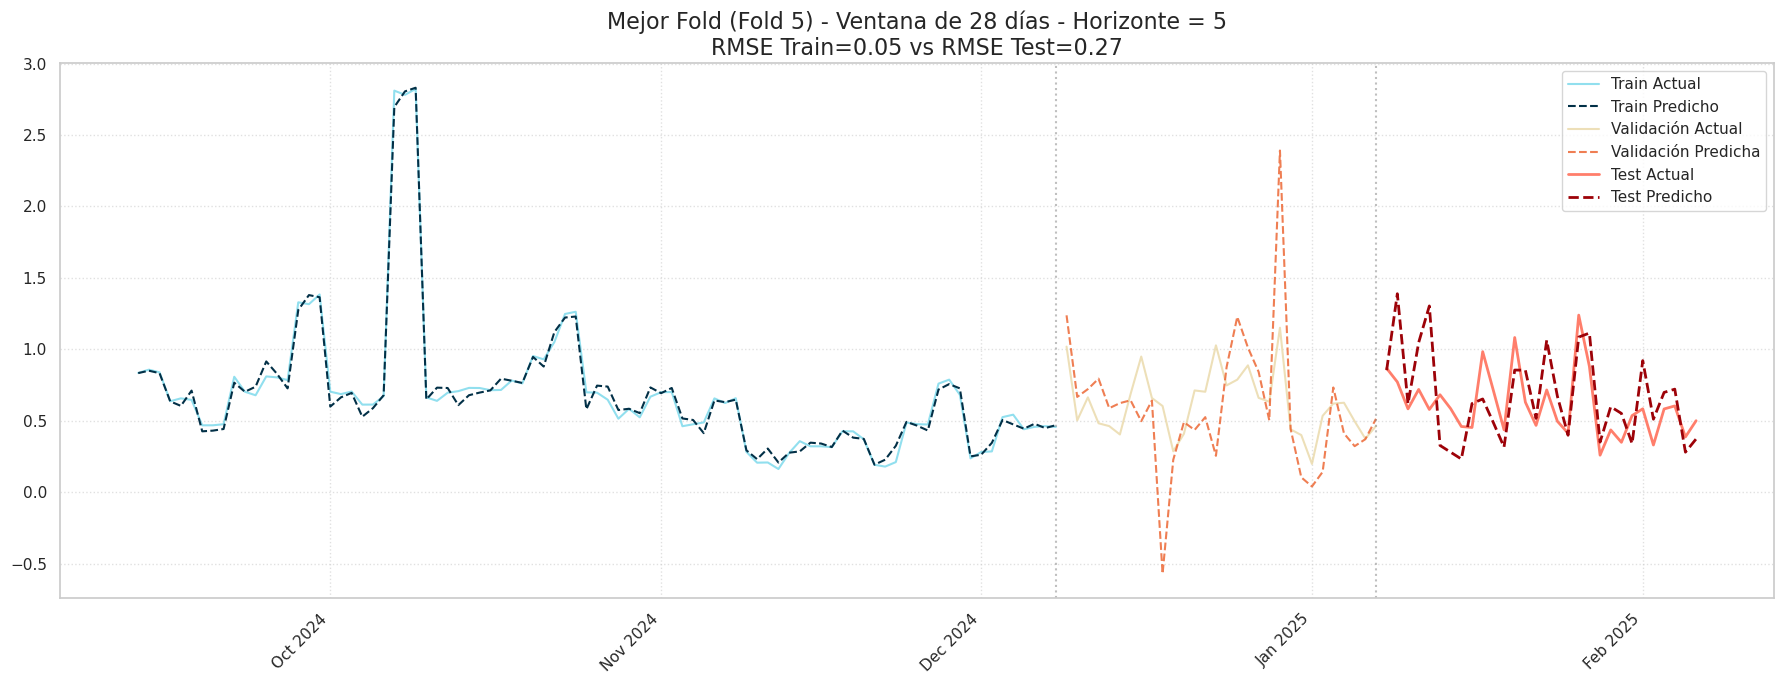 Mejor Fold (Fold 5) - Ventana de 28 días - Horizonte = 5
RMSE Train=0.05 vs RMSE Test=0.27
3.0
2.5
2.0
1.5
1.0
0.5
0.0
−0.5
Train Actual
Train Predicho
Validación Actual
Validación Predicha
Test Actual
Test Predicho
Oct 2024
Nov 2024
Dec 2024
Jan 2025
Feb 2025